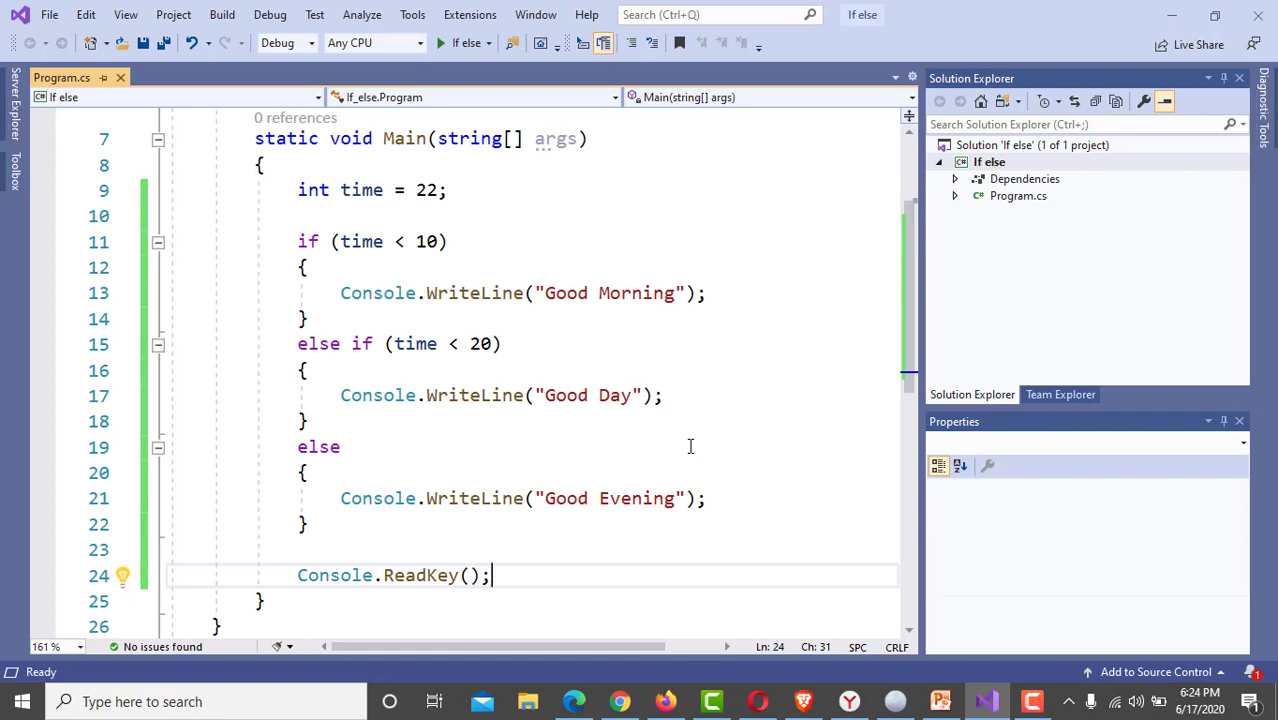 File Edit View Project Build Debug Test Analyze Tools Extensions Window Help Search (Ctrl+Q) If else
Debug Any CPU If else Live Share
Server Explorer
Toolbox
Program.cs
If else If_else.Program Main(string[] args)
0 references
7 static void Main(string[] args)
8 {
9 int time = 22;
10
11 if (time < 10)
12 {
13 Console.WriteLine("Good Morning");
14 }
15 else if (time < 20)
16 {
17 Console.WriteLine("Good Day");
18 }
19 else
20 {
21 Console.WriteLine("Good Evening");
22 }
23
24 Console.ReadKey();
25 }
26 }
161 % No issues found Ln: 24 Ch: 31 SPC CRLF
Solution Explorer
Search Solution Explorer (Ctrl+;)
Solution 'If else' (1 of 1 project)
If else
Dependencies
Program.cs
Solution Explorer Team Explorer
Properties
Diagnostic Tools
Ready Add to Source Control 1
Type here to search
6:24 PM
6/17/2020